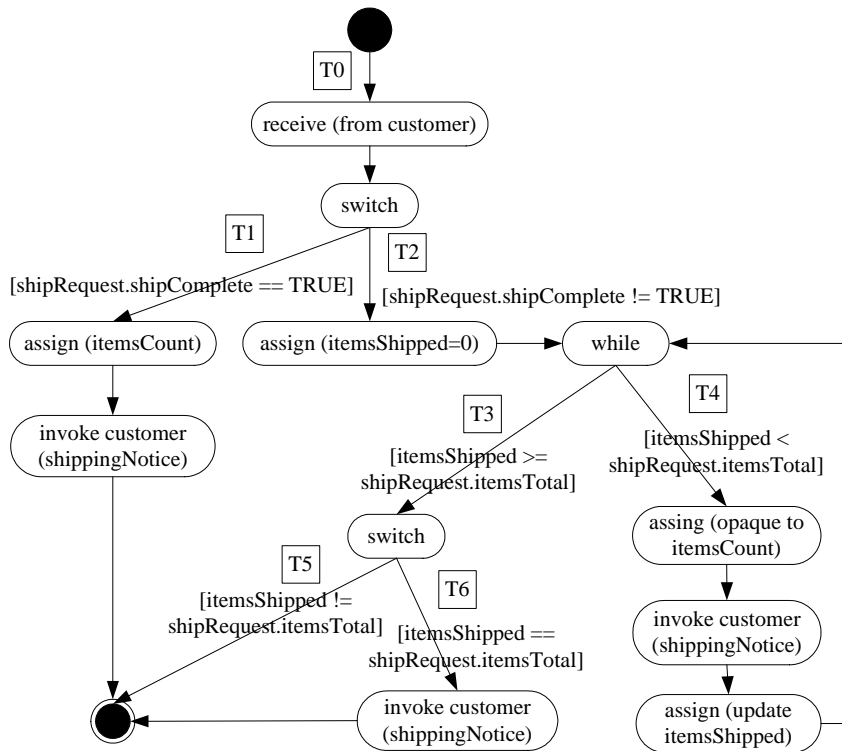 T0
receive (from customer)
switch
T1
T2
[shipRequest.shipComplete == TRUE]
[shipRequest.shipComplete != TRUE]
assign (itemsCount)
assign (itemsShipped=0)
while
T3
T4
invoke customer
(shippingNotice)
[itemsShipped >=
shipRequest.itemsTotal]
[itemsShipped <
shipRequest.itemsTotal]
switch
assing (opaque to
itemsCount)
T5
T6
[itemsShipped !=
shipRequest.itemsTotal]
[itemsShipped ==
shipRequest.itemsTotal]
invoke customer
(shippingNotice)
invoke customer
(shippingNotice)
assign (update
itemsShipped)